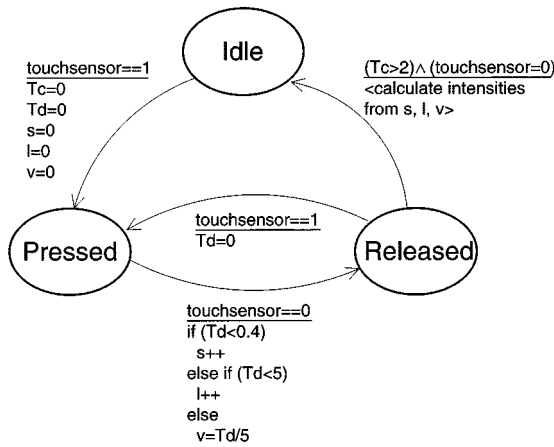 Idle
touchsensor==1
Tc=0
Td=0
s=0
l=0
v=0
(Tc>2)∧(touchsensor=0)
<calculate intensities
from s, l, v>
Pressed
touchsensor==1
Td=0
Released
touchsensor==0
if (Td<0.4)
s++
else if (Td<5)
l++
else
v=Td/5